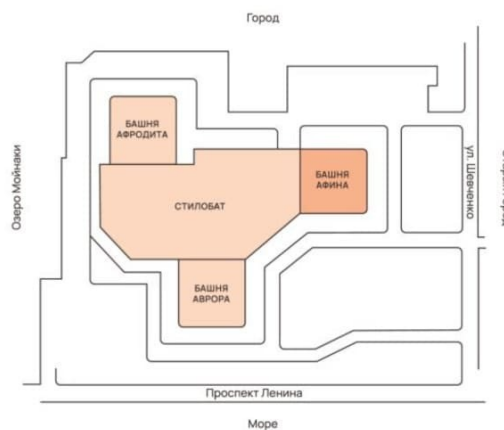 Город
БАШНЯ
АФРОДИТА
Озеро Мойнаки
СТИЛОБАТ
БАШНЯ
АФИНА
ул. Шевченко
БАШНЯ
АВРОРА
Проспект Ленина
Море